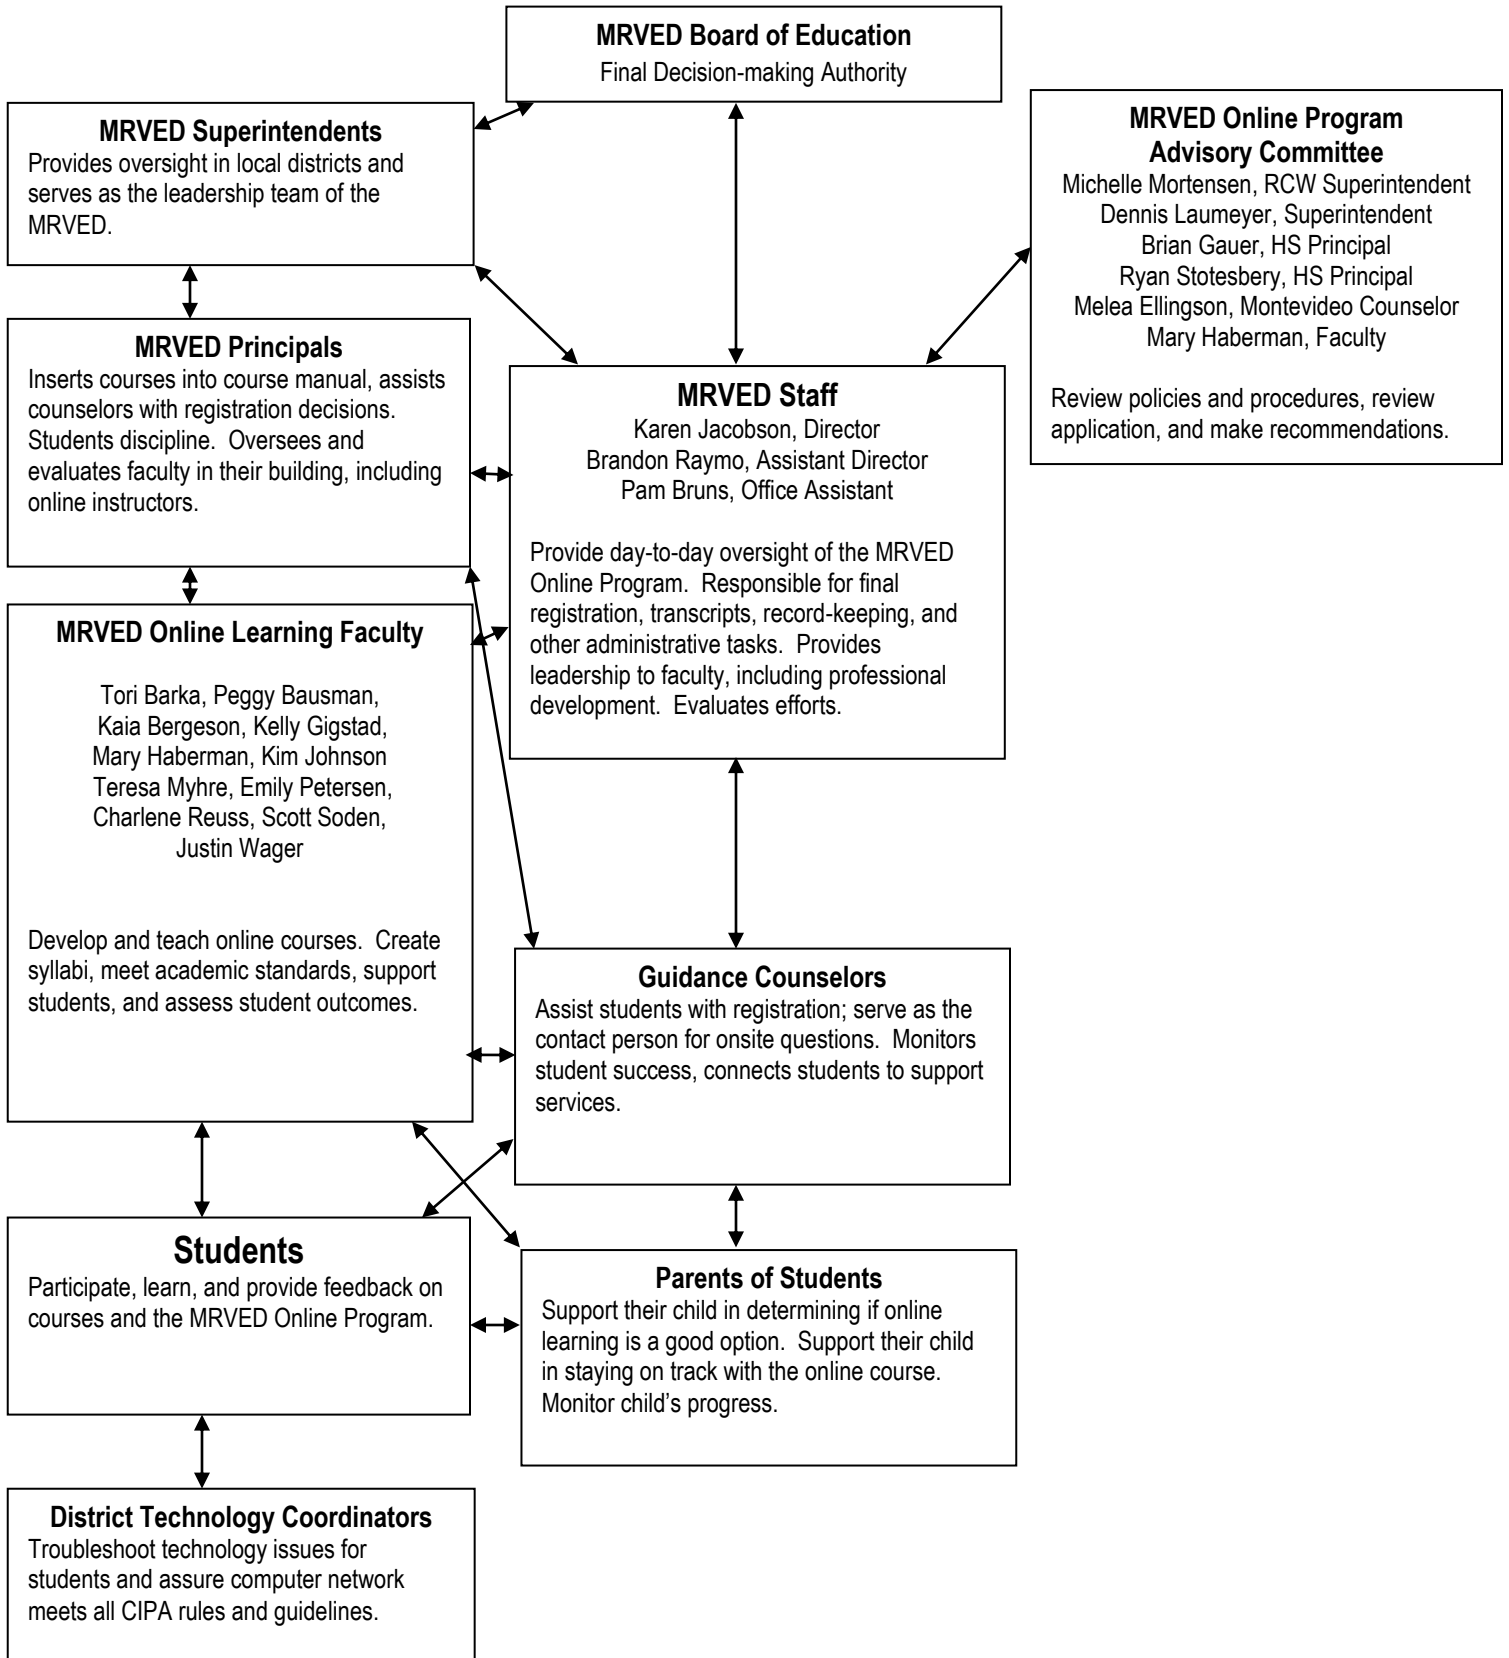 MRVED Board of Education
Final Decision-making Authority
MRVED Superintendents
Provides oversight in local districts and
serves as the leadership team of the
MRVED.
MRVED Online Program
Advisory Committee
Michelle Mortensen, RCW Superintendent
Dennis Laumeyer, Superintendent
Brian Gauer, HS Principal
Ryan Stotesbery, HS Principal
Melea Ellingson, Montevideo Counselor
Mary Haberman, Faculty
Review policies and procedures, review
application, and make recommendations.
MRVED Principals
Inserts courses into course manual, assists
counselors with registration decisions.
Students discipline.  Oversees and
evaluates faculty in their building, including
online instructors.
MRVED Staff
Karen Jacobson, Director
Brandon Raymo, Assistant Director
Pam Bruns, Office Assistant
Provide day-to-day oversight of the MRVED
Online Program.  Responsible for final
registration, transcripts, record-keeping, and
other administrative tasks.  Provides
leadership to faculty, including professional
development.  Evaluates efforts.
MRVED Online Learning Faculty
Tori Barka, Peggy Bausman,
Kaia Bergeson, Kelly Gigstad,
Mary Haberman, Kim Johnson
Teresa Myhre, Emily Petersen,
Charlene Reuss, Scott Soden,
Justin Wager
Develop and teach online courses.  Create
syllabi, meet academic standards, support
students, and assess student outcomes.
Guidance Counselors
Assist students with registration; serve as the
contact person for onsite questions.  Monitors
student success, connects students to support
services.
Students
Participate, learn, and provide feedback on
courses and the MRVED Online Program.
Parents of Students
Support their child in determining if online
learning is a good option.  Support their child
in staying on track with the online course.
Monitor child’s progress.
District Technology Coordinators
Troubleshoot technology issues for
students and assure computer network
meets all CIPA rules and guidelines.